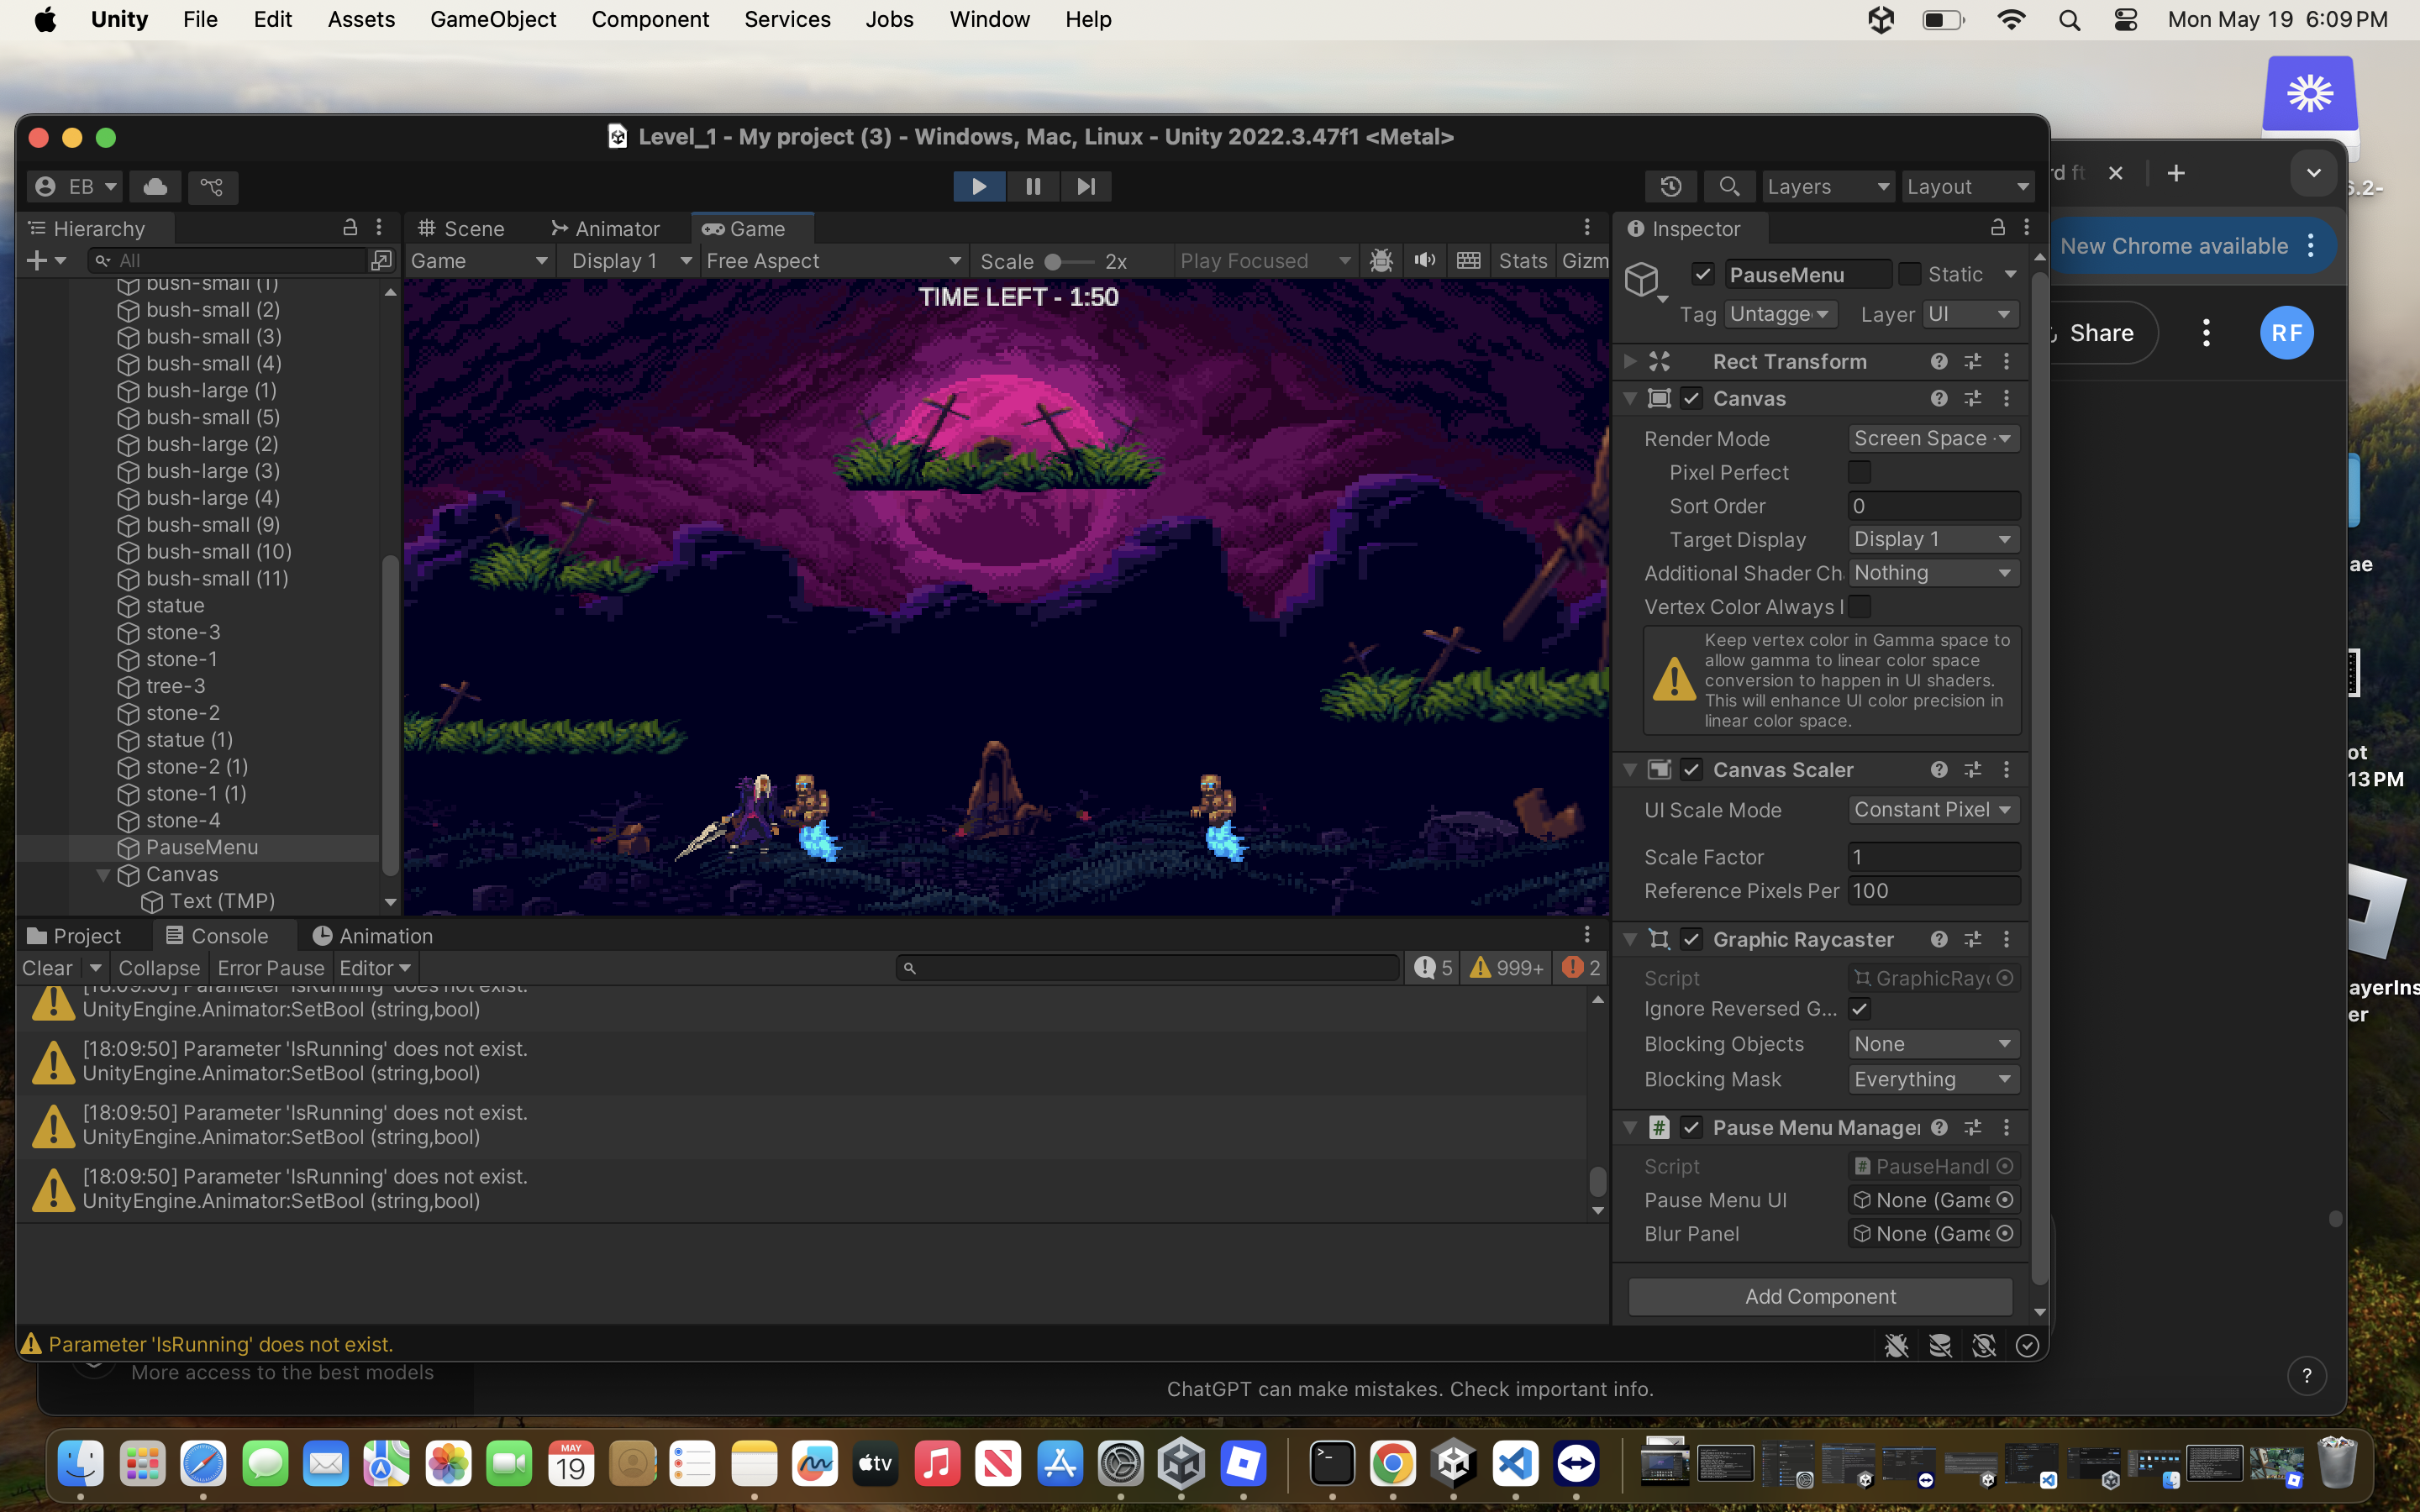 Unity File Edit Assets GameObject Component Services Jobs Window Help Mon May 19 6:09 PM
Level_1 - My project (3) - Windows, Mac, Linux - Unity 2022.3.47f1 <Metal>
EB Layers Layout
Hierarchy
All
bush-small (1)
bush-small (2)
bush-small (3)
bush-small (4)
bush-large (1)
bush-small (5)
bush-large (2)
bush-large (3)
bush-large (4)
bush-small (9)
bush-small (10)
bush-small (11)
statue
stone-3
stone-1
tree-3
stone-2
statue (1)
stone-2 (1)
stone-1 (1)
stone-4
PauseMenu
Canvas
Text (TMP)
Scene Animator Game
Game Display 1 Free Aspect Scale 2x Play Focused Stats Gizm
TIME LEFT - 1:50
Inspector
PauseMenu Static
Tag Untagge Layer UI
Rect Transform
Canvas
Render Mode Screen Space -
Pixel Perfect
Sort Order 0
Target Display Display 1
Additional Shader Ch Nothing
Vertex Color Always I
Keep vertex color in Gamma space to
allow gamma to linear color space
conversion to happen in UI shaders.
This will enhance UI color precision in
linear color space.
Canvas Scaler
UI Scale Mode Constant Pixel
Scale Factor 1
Reference Pixels Per 100
Graphic Raycaster
Script GraphicRayc
Ignore Reversed G...
Blocking Objects None
Blocking Mask Everything
Pause Menu Manager
Script PauseHandl
Pause Menu UI None (Game
Blur Panel None (Game
Add Component
Project Console Animation
Clear Collapse Error Pause Editor 5 999+ 2
[18:09:50] Parameter 'IsRunning' does not exist.
UnityEngine.Animator:SetBool (string,bool)
[18:09:50] Parameter 'IsRunning' does not exist.
UnityEngine.Animator:SetBool (string,bool)
[18:09:50] Parameter 'IsRunning' does not exist.
UnityEngine.Animator:SetBool (string,bool)
[18:09:50] Parameter 'IsRunning' does not exist.
UnityEngine.Animator:SetBool (string,bool)
Parameter 'IsRunning' does not exist.
rd ft
New Chrome available
Share RF
6.2-
ae
ot
13 PM
ayerIns
er
More access to the best models
ChatGPT can make mistakes. Check important info.
?
MAY
19
tv